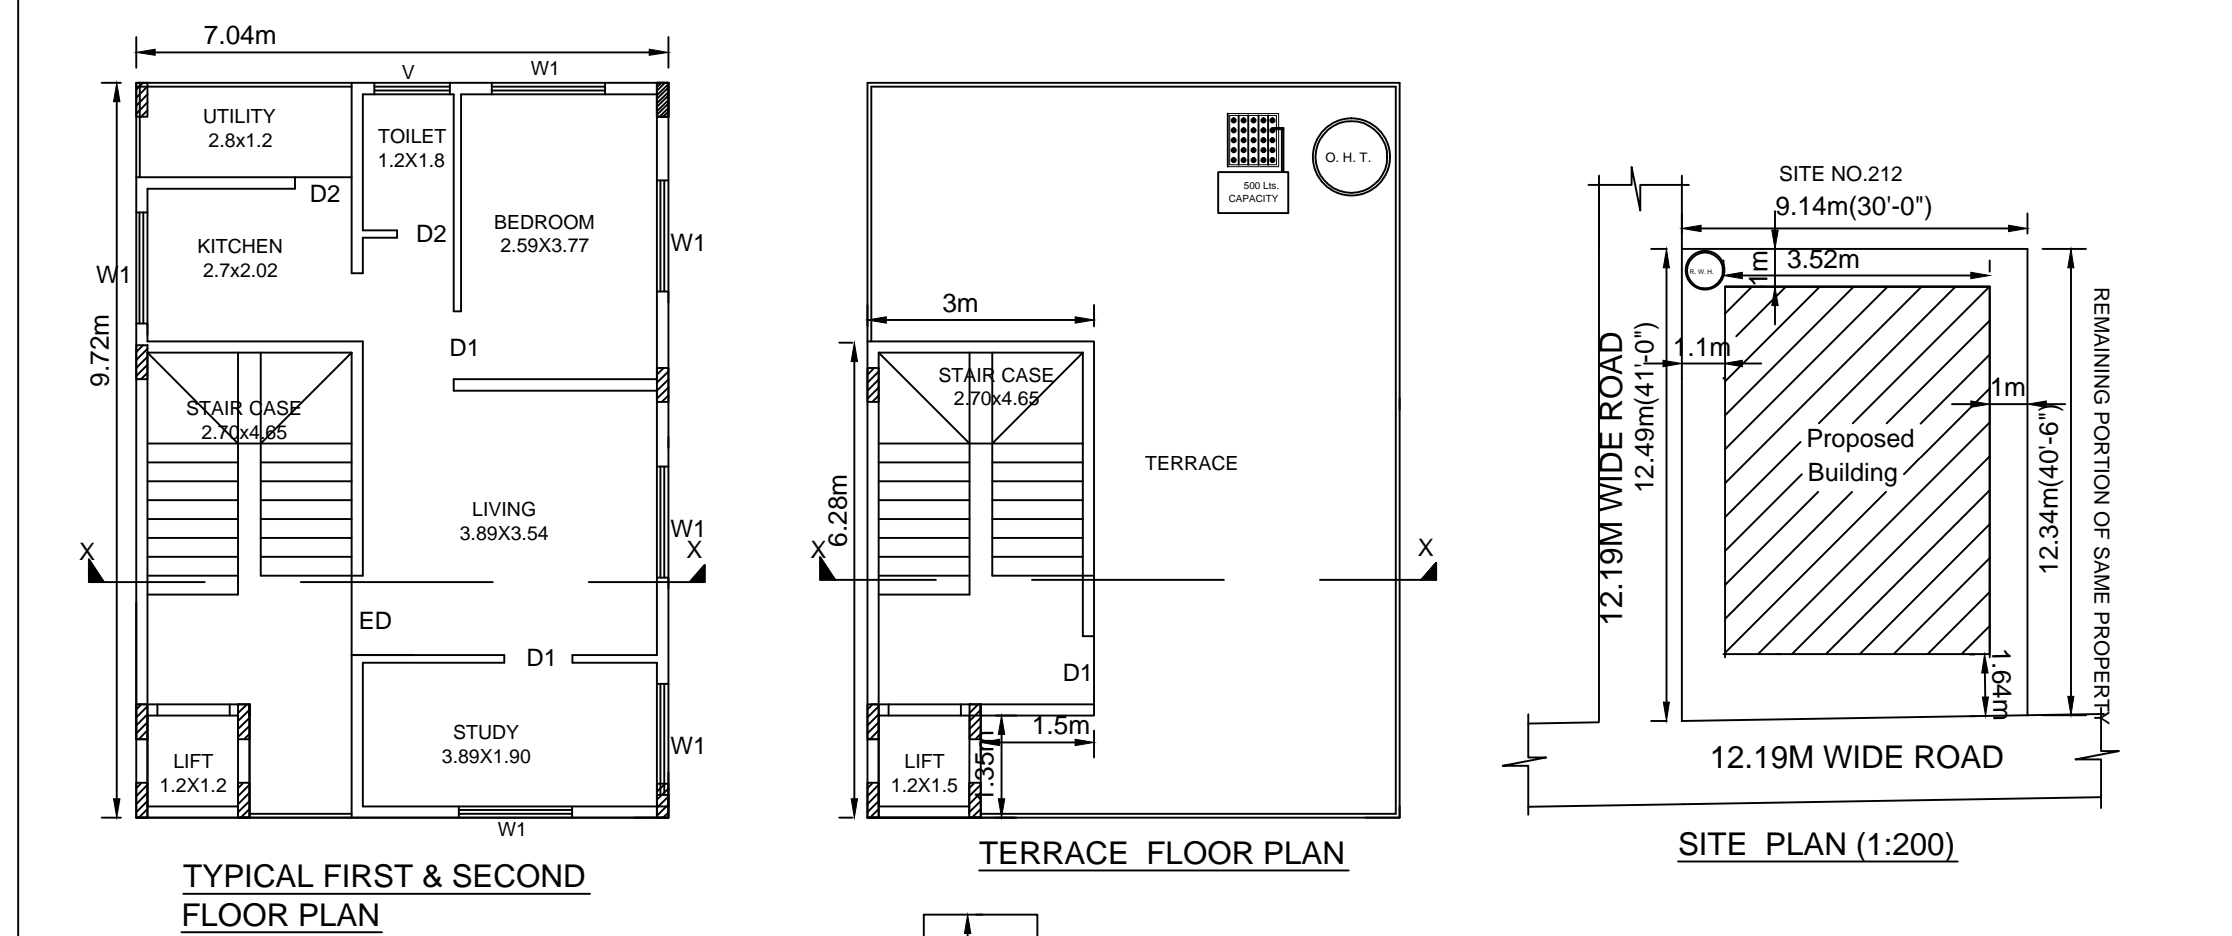 7.04m
V
W1
UTILITY
2.8x1.2
TOILET
1.2X1.8
D2
D2
BEDROOM
2.59X3.77
W1
KITCHEN
2.7x2.02
W1
9.72m
D1
STAIR CASE
2.70x4.65
LIVING
3.89X3.54
W1
X
X
ED
D1
STUDY
3.89X1.90
W1
LIFT
1.2X1.2
W1
TYPICAL FIRST & SECOND
FLOOR PLAN
O. H. T.
500 Lts.
CAPACITY
3m
STAIR CASE
2.70x4.65
TERRACE
6.28m
X
X
D1
1.5m
1.35m
LIFT
1.2X1.5
TERRACE FLOOR PLAN
SITE NO.212
9.14m(30'-0")
R. W. H.
1m
3.52m
1.1m
12.49m(41'-0")
12.19M WIDE ROAD
1m
Proposed
Building
12.34m(40'-6")
REMAINING PORTION OF SAME PROPERTY
1.64m
12.19M WIDE ROAD
SITE PLAN (1:200)